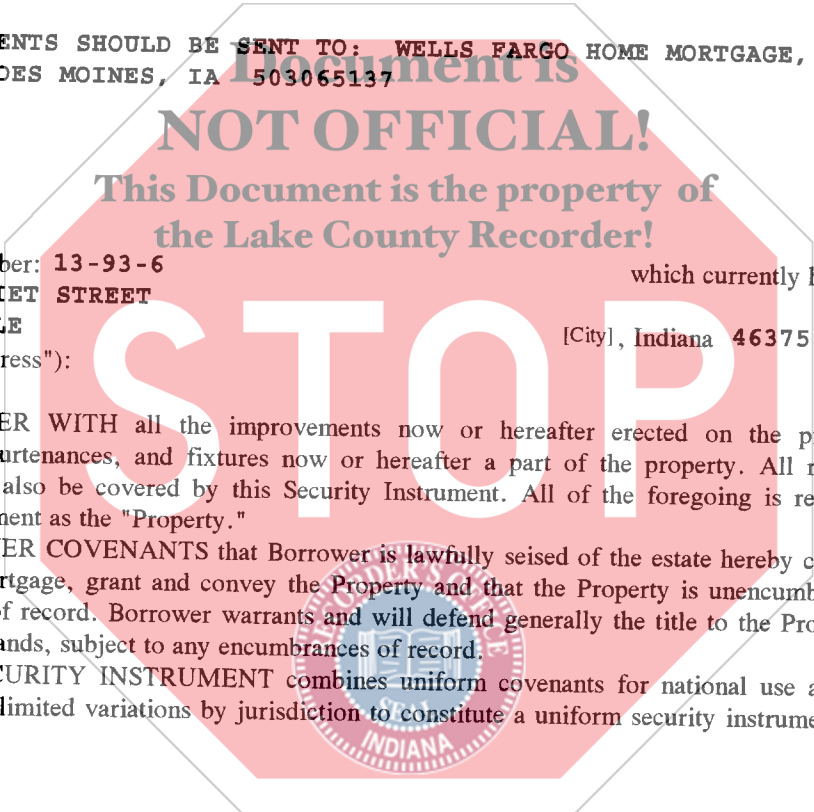 ENTS SHOULD BE SENT TO: WELLS FARGO HOME MORTGAGE,
DES MOINES, IA 503065137
Document is
NOT OFFICIAL!
This Document is the property of
the Lake County Recorder!
ber: 13-93-6
which currently
IET STREET
LE
[City], Indiana 46375
ress"):
STOP
ER WITH all the improvements now or hereafter erected on the p
urtenances, and fixtures now or hereafter a part of the property. All r
also be covered by this Security Instrument. All of the foregoing is re
ment as the "Property."
ER COVENANTS that Borrower is lawfully seised of the estate hereby c
rtgage, grant and convey the Property and that the Property is unencumb
of record. Borrower warrants and will defend generally the title to the Pro
ands, subject to any encumbrances of record.
CURITY INSTRUMENT combines uniform covenants for national use a
limited variations by jurisdiction to constitute a uniform security instrume
RECORDER'S OFFICE
SEAL
INDIANA